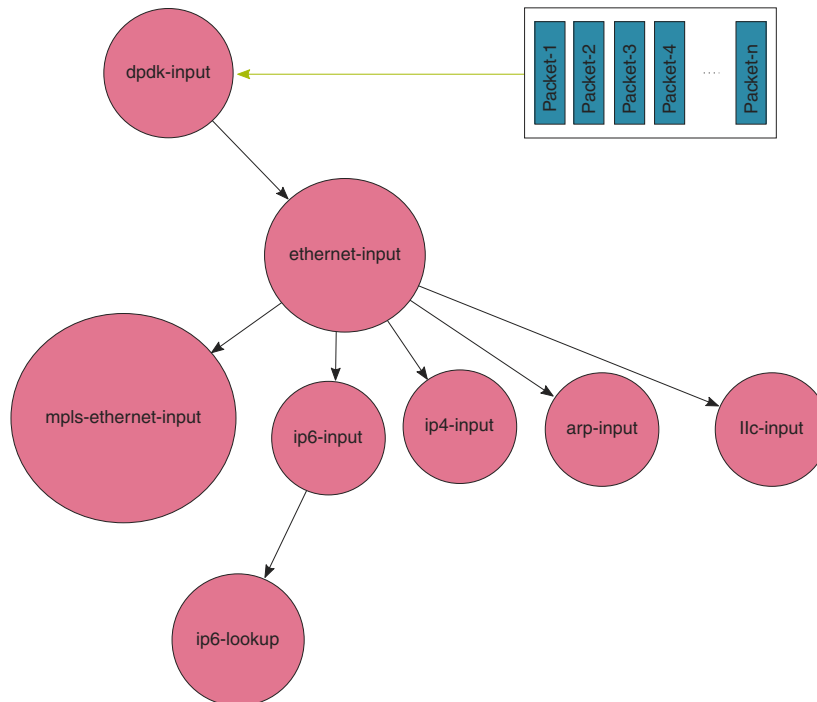 dpdk-input
Packet-1
Packet-2
Packet-3
Packet-4
.....
Packet-n
ethernet-input
mpls-ethernet-input
ip6-input
ip4-input
arp-input
llc-input
ip6-lookup